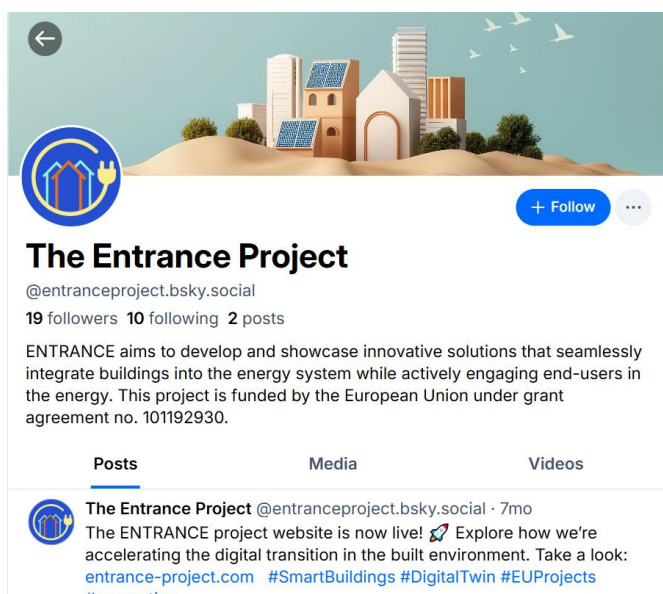 + Follow
The Entrance Project
@entranceproject.bsky.social
19 followers 10 following 2 posts
ENTRANCE aims to develop and showcase innovative solutions that seamlessly
integrate buildings into the energy system while actively engaging end-users in
the energy. This project is funded by the European Union under grant
agreement no. 101192930.
Posts Media Videos
The Entrance Project @entranceproject.bsky.social · 7mo
The ENTRANCE project website is now live! 🚀 Explore how we’re
accelerating the digital transition in the built environment. Take a look:
entrance-project.com #SmartBuildings #DigitalTwin #EUProjects